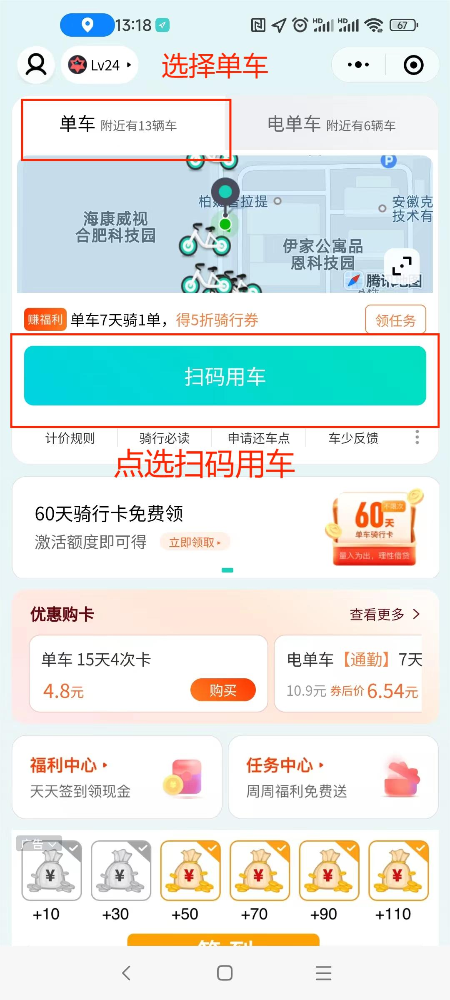 13:18
HD
HD
67
Lv24
选择单车
单车 附近有13辆车
电单车 附近有6辆车
P
海康威视
合肥科技园
安徽克
技术有
伊家公寓品
恩科技园
腾讯地图
赚福利 单车7天骑1单，得5折骑行券
领任务
扫码用车
计价规则
骑行必读
申请还车点
车少反馈
点选扫码用车
60天骑行卡免费领
激活额度即可得
立即领取
60天
不限次
单车骑行卡
量入为出，理性借贷
优惠购卡
查看更多
单车 15天4次卡
4.8元
购买
电单车【通勤】7天
10.9元 券后价 6.54元
福利中心
天天签到领现金
任务中心
周周福利免费送
广告
¥
¥
¥
¥
¥
¥
+10
+30
+50
+70
+90
+110